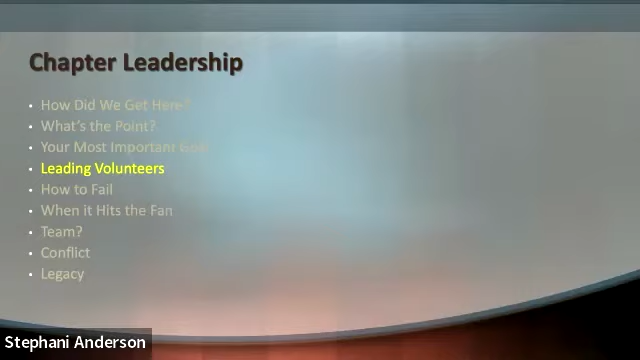 Chapter Leadership
• How Did We Get Here?
• What's the Point?
• Your Most Important Goal
• Leading Volunteers
• How to Fail
• When it Hits the Fan
• Team?
• Conflict
• Legacy
Stephani Anderson